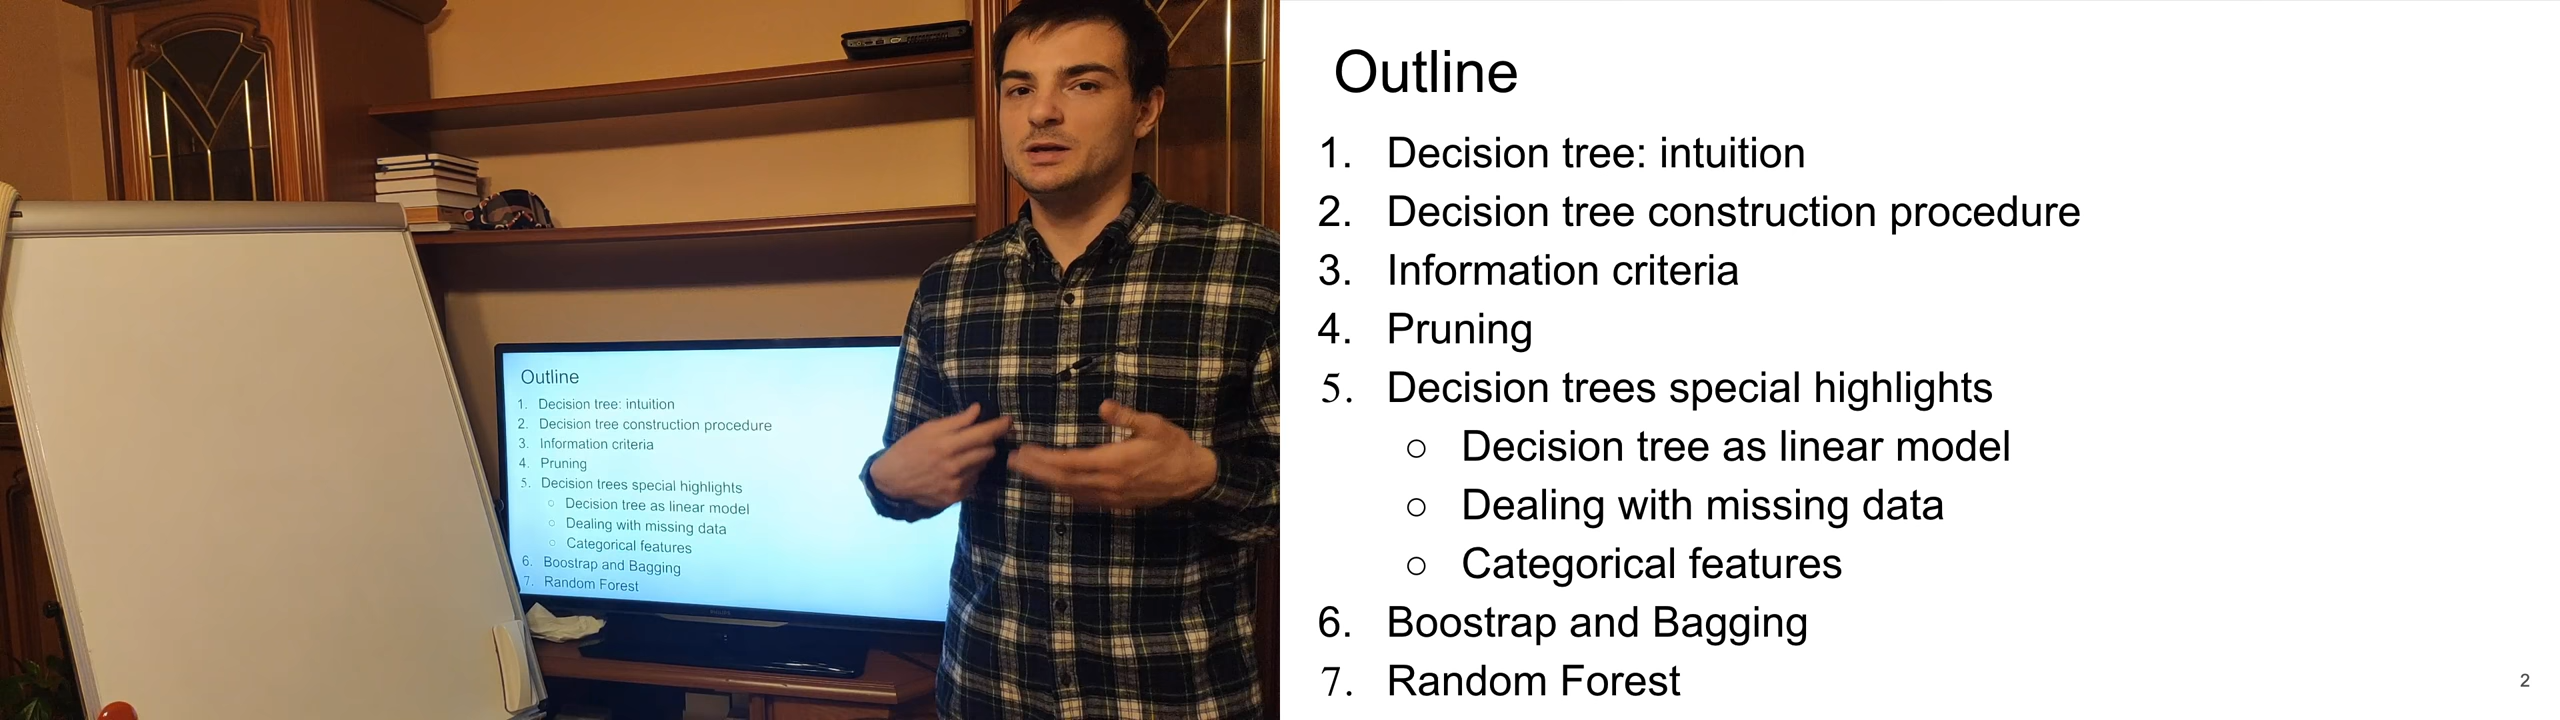 Outline
1. Decision tree: intuition
2. Decision tree construction procedure
3. Information criteria
4. Pruning
5. Decision trees special highlights
○ Decision tree as linear model
○ Dealing with missing data
○ Categorical features
6. Boostrap and Bagging
7. Random Forest
PHILIPS
Outline
1. Decision tree: intuition
2. Decision tree construction procedure
3. Information criteria
4. Pruning
5. Decision trees special highlights
○ Decision tree as linear model
○ Dealing with missing data
○ Categorical features
6. Boostrap and Bagging
7. Random Forest
2